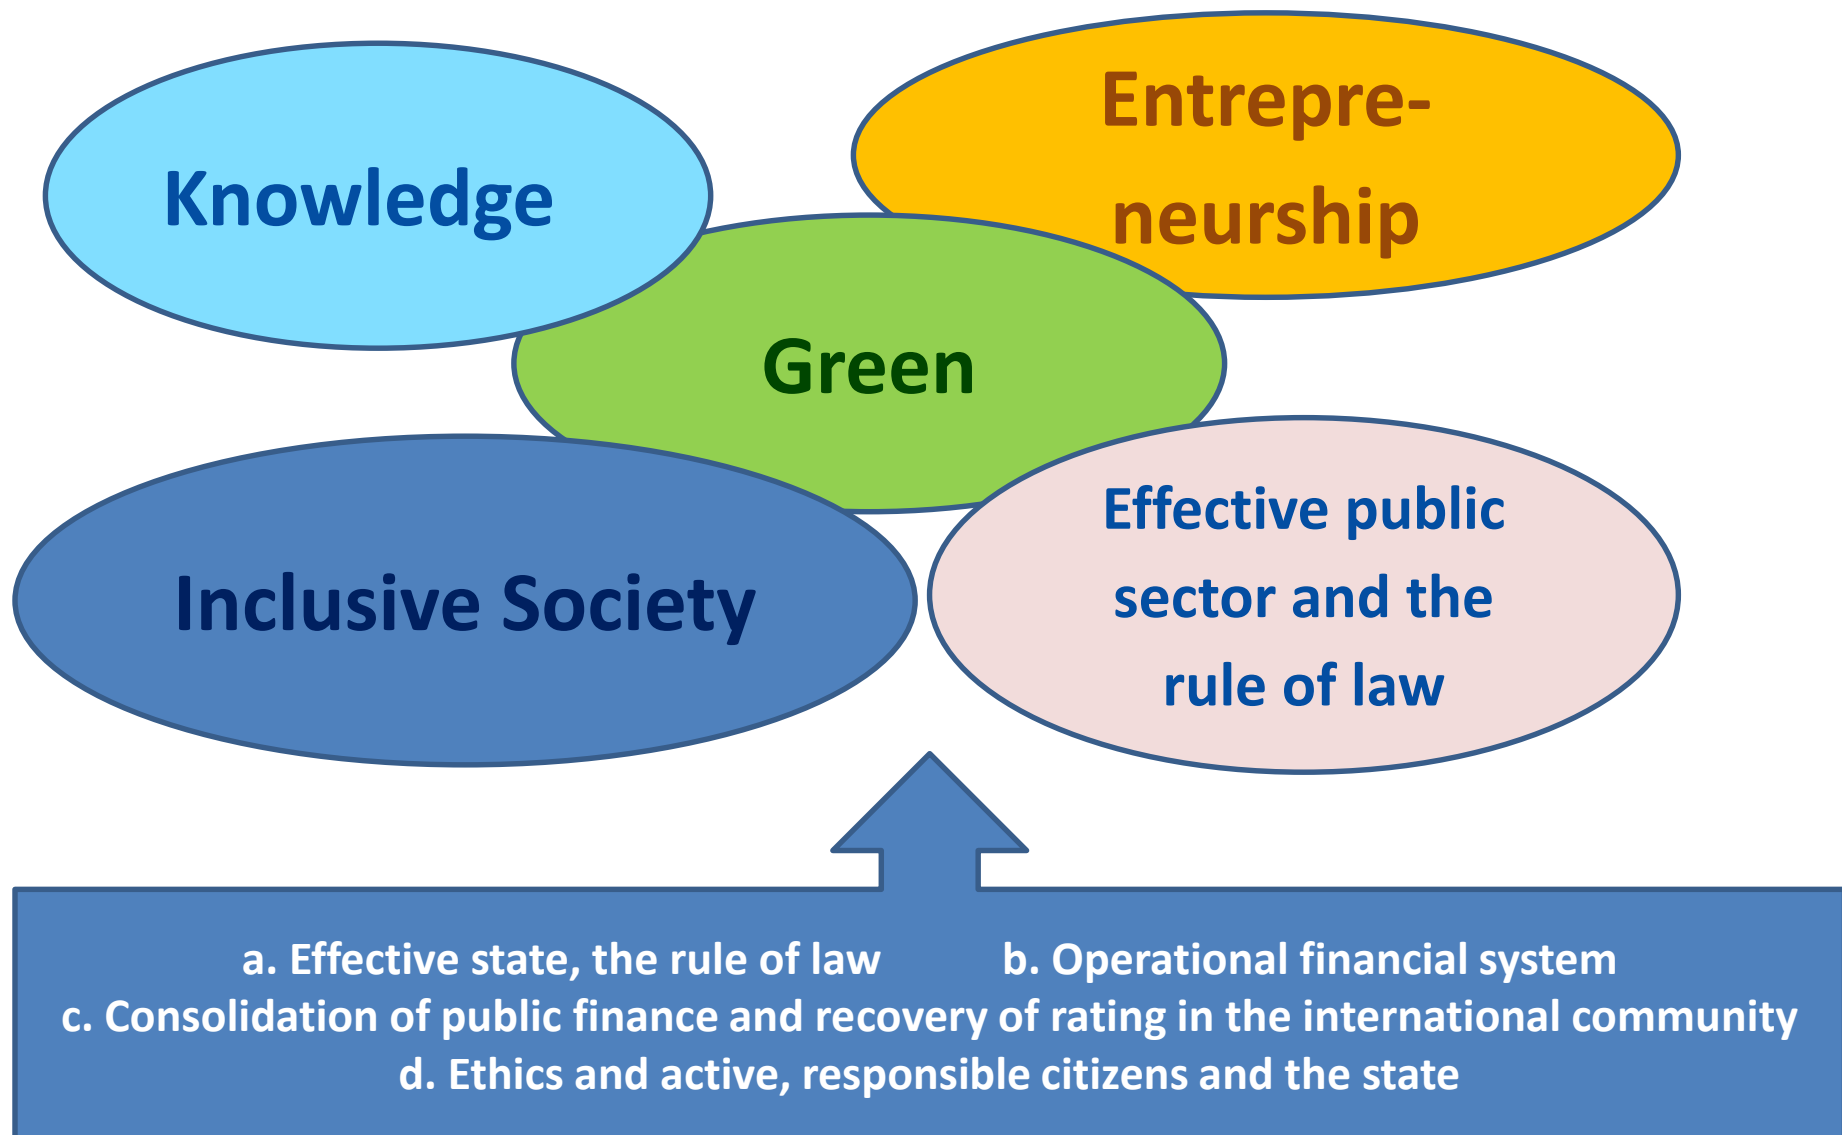 Knowledge
Entrepre-
neurship
Green
Inclusive Society
Effective public
sector and the
rule of law
a. Effective state, the rule of law b. Operational financial system
c. Consolidation of public finance and recovery of rating in the international community
d. Ethics and active, responsible citizens and the state